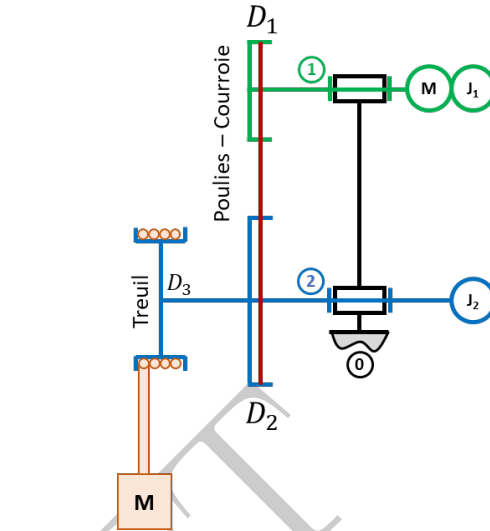 D₁
Poulies – Courroie
1
M
J₁
Treuil
D₃
2
J₂
0
D₂
M